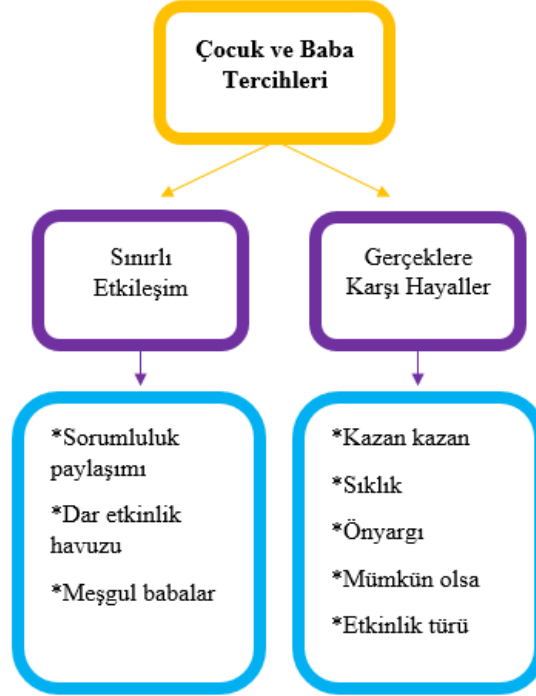 Çocuk ve Baba
Tercihleri
Sınırlı
Etkileşim
Gerçeklere
Karşı Hayaller
*Sorumluluk
paylaşımı
*Dar etkinlik
havuzu
*Meşgul babalar
*Kazan kazan
*Sıklık
*Önyargı
*Mümkün olsa
*Etkinlik türü